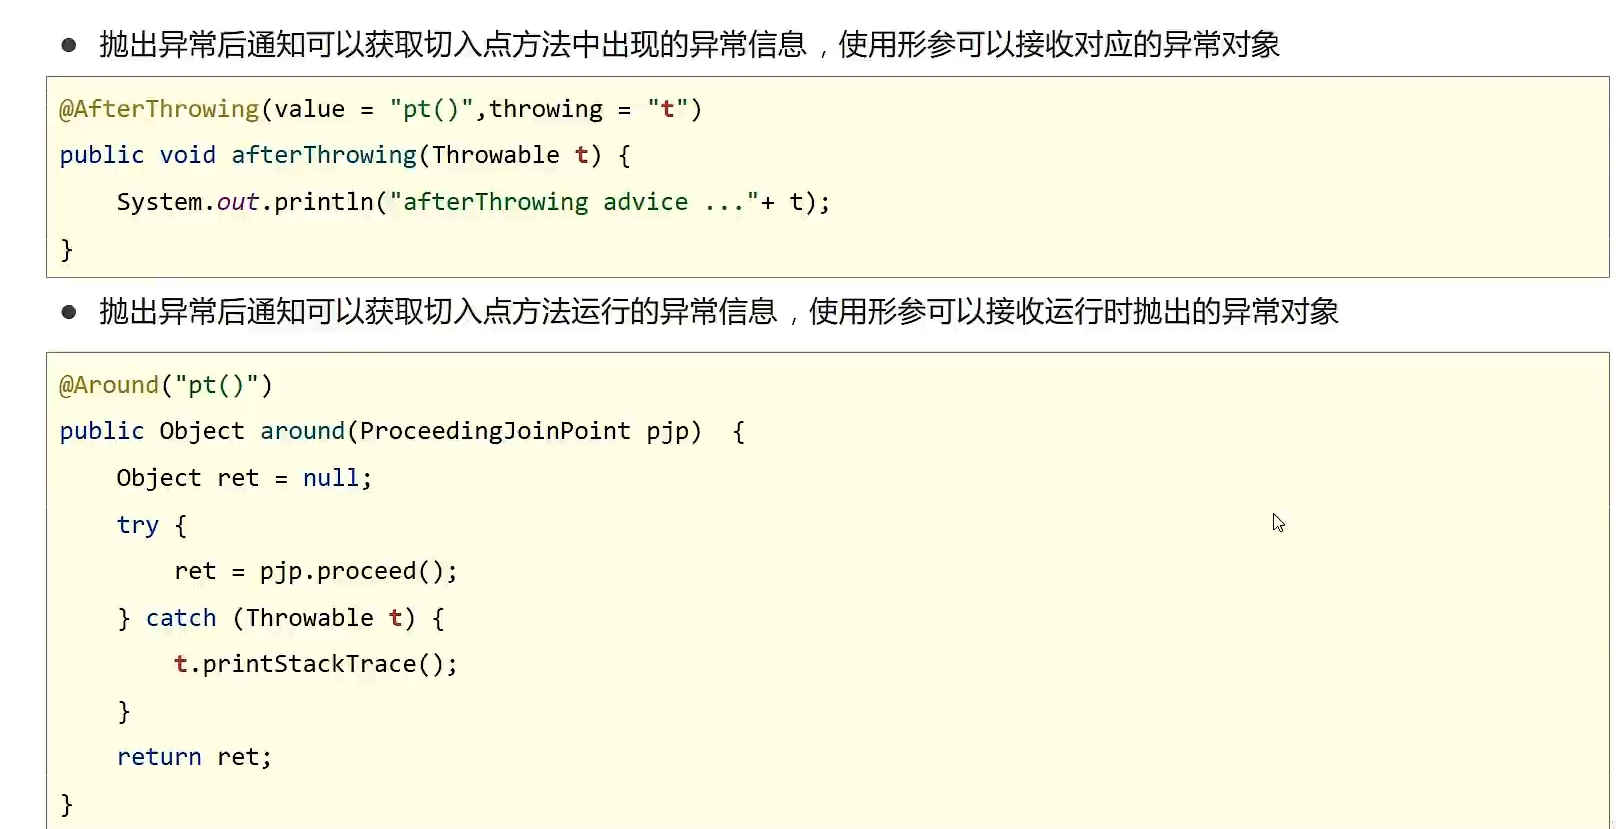 ● 抛出异常后通知可以获取切入点方法中出现的异常信息，使用形参可以接收对应的异常对象
@AfterThrowing(value = "pt()",throwing = "t")
public void afterThrowing(Throwable t) {
    System.out.println("afterThrowing advice ..."+ t);
}
● 抛出异常后通知可以获取切入点方法运行的异常信息，使用形参可以接收运行时抛出的异常对象
@Around("pt()")
public Object around(ProceedingJoinPoint pjp)  {
    Object ret = null;
    try {
        ret = pjp.proceed();
    } catch (Throwable t) {
        t.printStackTrace();
    }
    return ret;
}